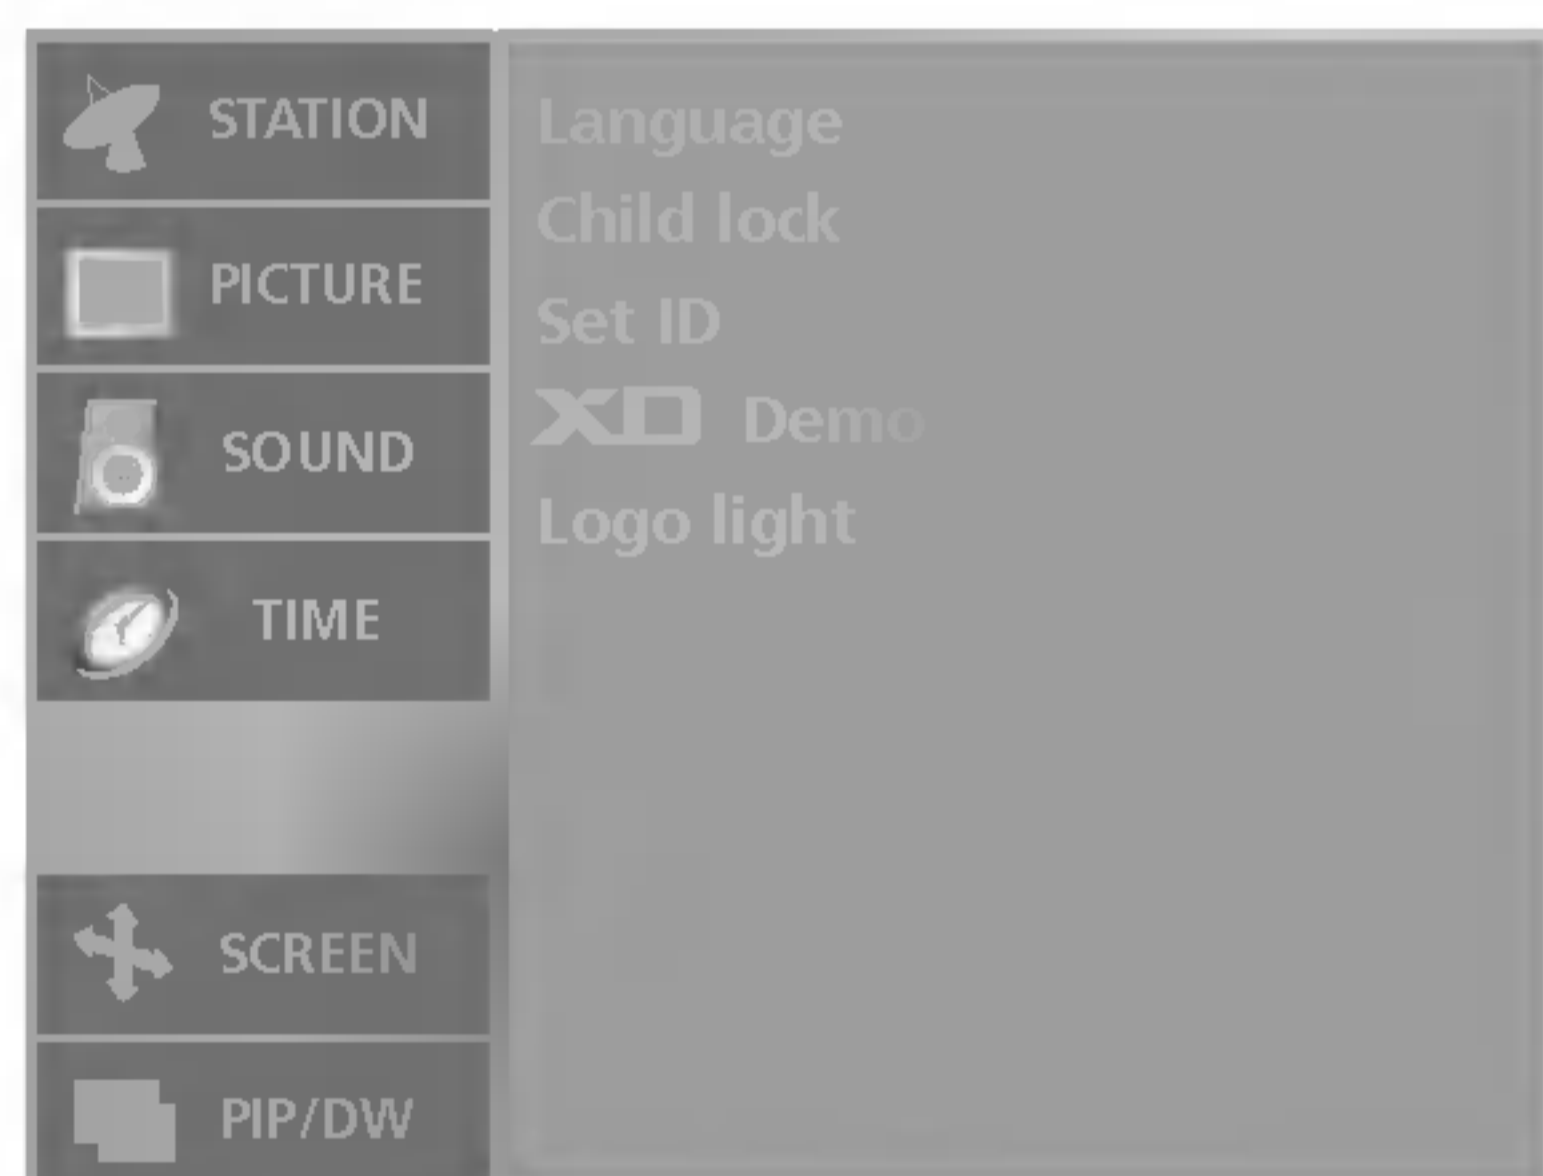 STATION
PICTURE
SOUND
TIME
SCREEN
PIP/DW
Language
Child lock
Set ID
XD Demo
Logo light